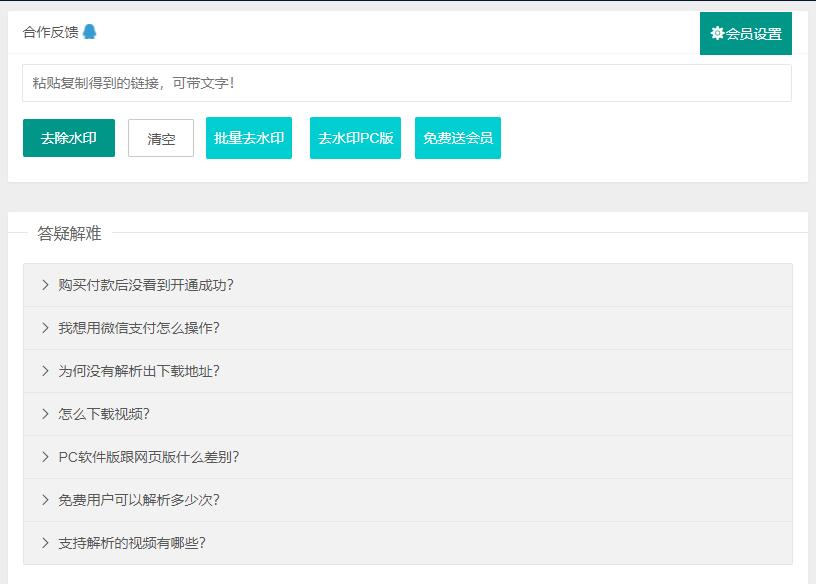 合作反馈
会员设置
粘贴复制得到的链接，可带文字！
去除水印
清空
批量去水印
去水印PC版
免费送会员
答疑解难
购买付款后没看到开通成功？
我想用微信支付怎么操作？
为何没有解析出下载地址？
怎么下载视频？
PC软件版跟网页版什么差别？
免费用户可以解析多少次？
支持解析的视频有哪些？